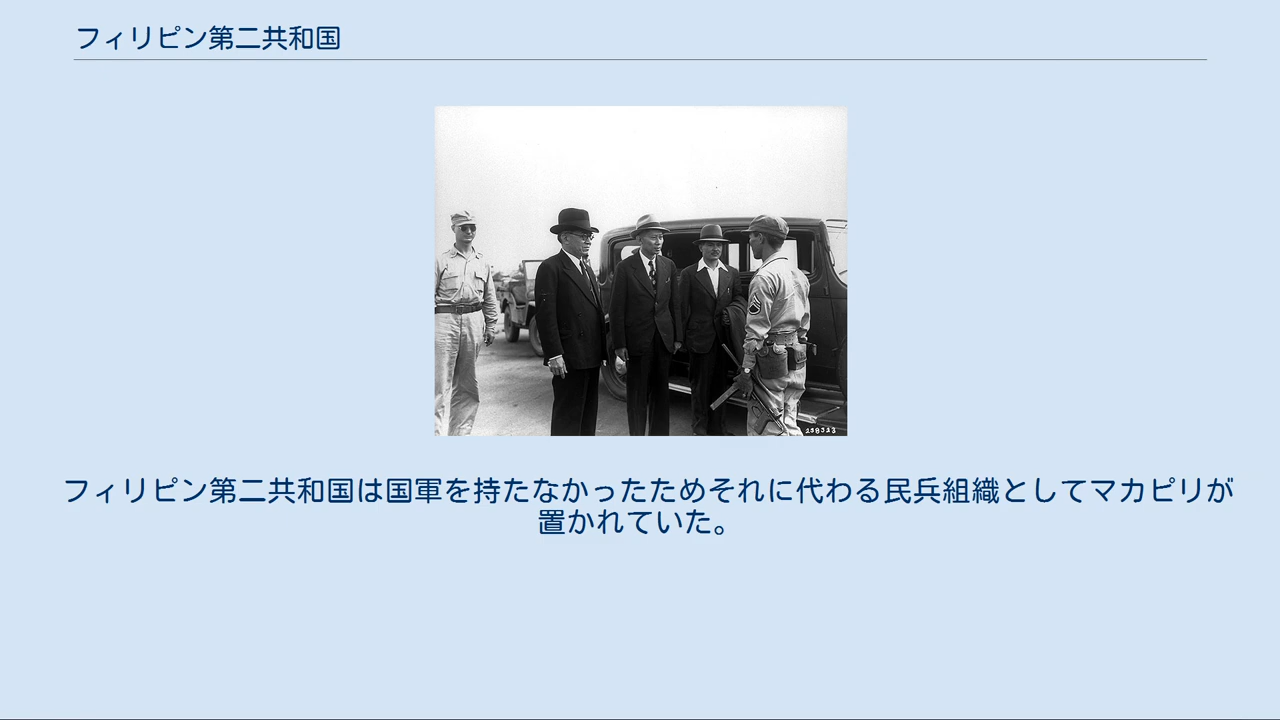 フィリピン第二共和国
258523
フィリピン第二共和国は国軍を持たなかったためそれに代わる民兵組織としてマカピリが
置かれていた。